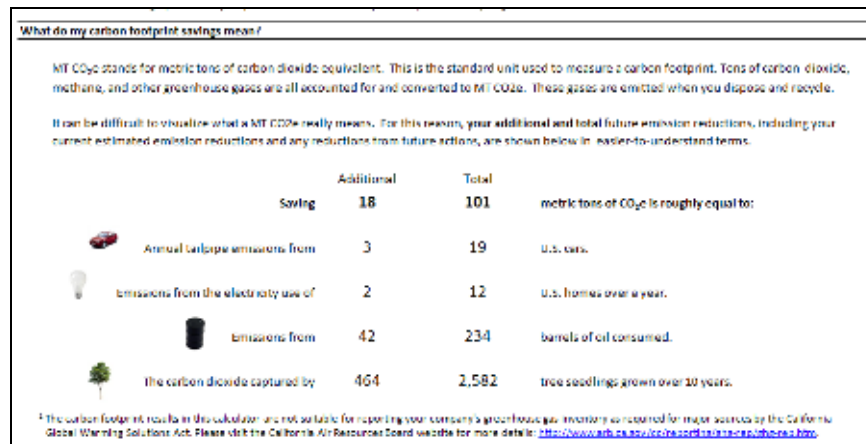 What do my carbon footprint savings mean?
MT CO₂e stands for metric tons of carbon dioxide equivalent. This is the standard unit used to measure a carbon footprint. Tons of carbon dioxide,
methane, and other greenhouse gases are all accounted for and converted to MT CO2e. These gases are emitted when you dispose and recycle.
It can be difficult to visualize what a MT CO2e really means. For this reason, your additional and total future emission reductions, including your
current estimated emission reductions and any reductions from future actions, are shown below in easier-to-understand terms.
Additional Total
Saving 18 101 metric tons of CO₂e is roughly equal to:
Annual tailpipe emissions from 3 19 U.S. cars.
Emissions from the electricity use of 2 12 U.S. homes over a year.
Emissions from 42 234 barrels of oil consumed.
The carbon dioxide captured by 464 2,582 tree seedlings grown over 10 years.
The carbon footprint results in this calculator are not suitable for reporting your company's greenhouse gas inventory as required for major sources by the California
Global Warming Solutions Act. Please visit the California Air Resources Board website for more details: